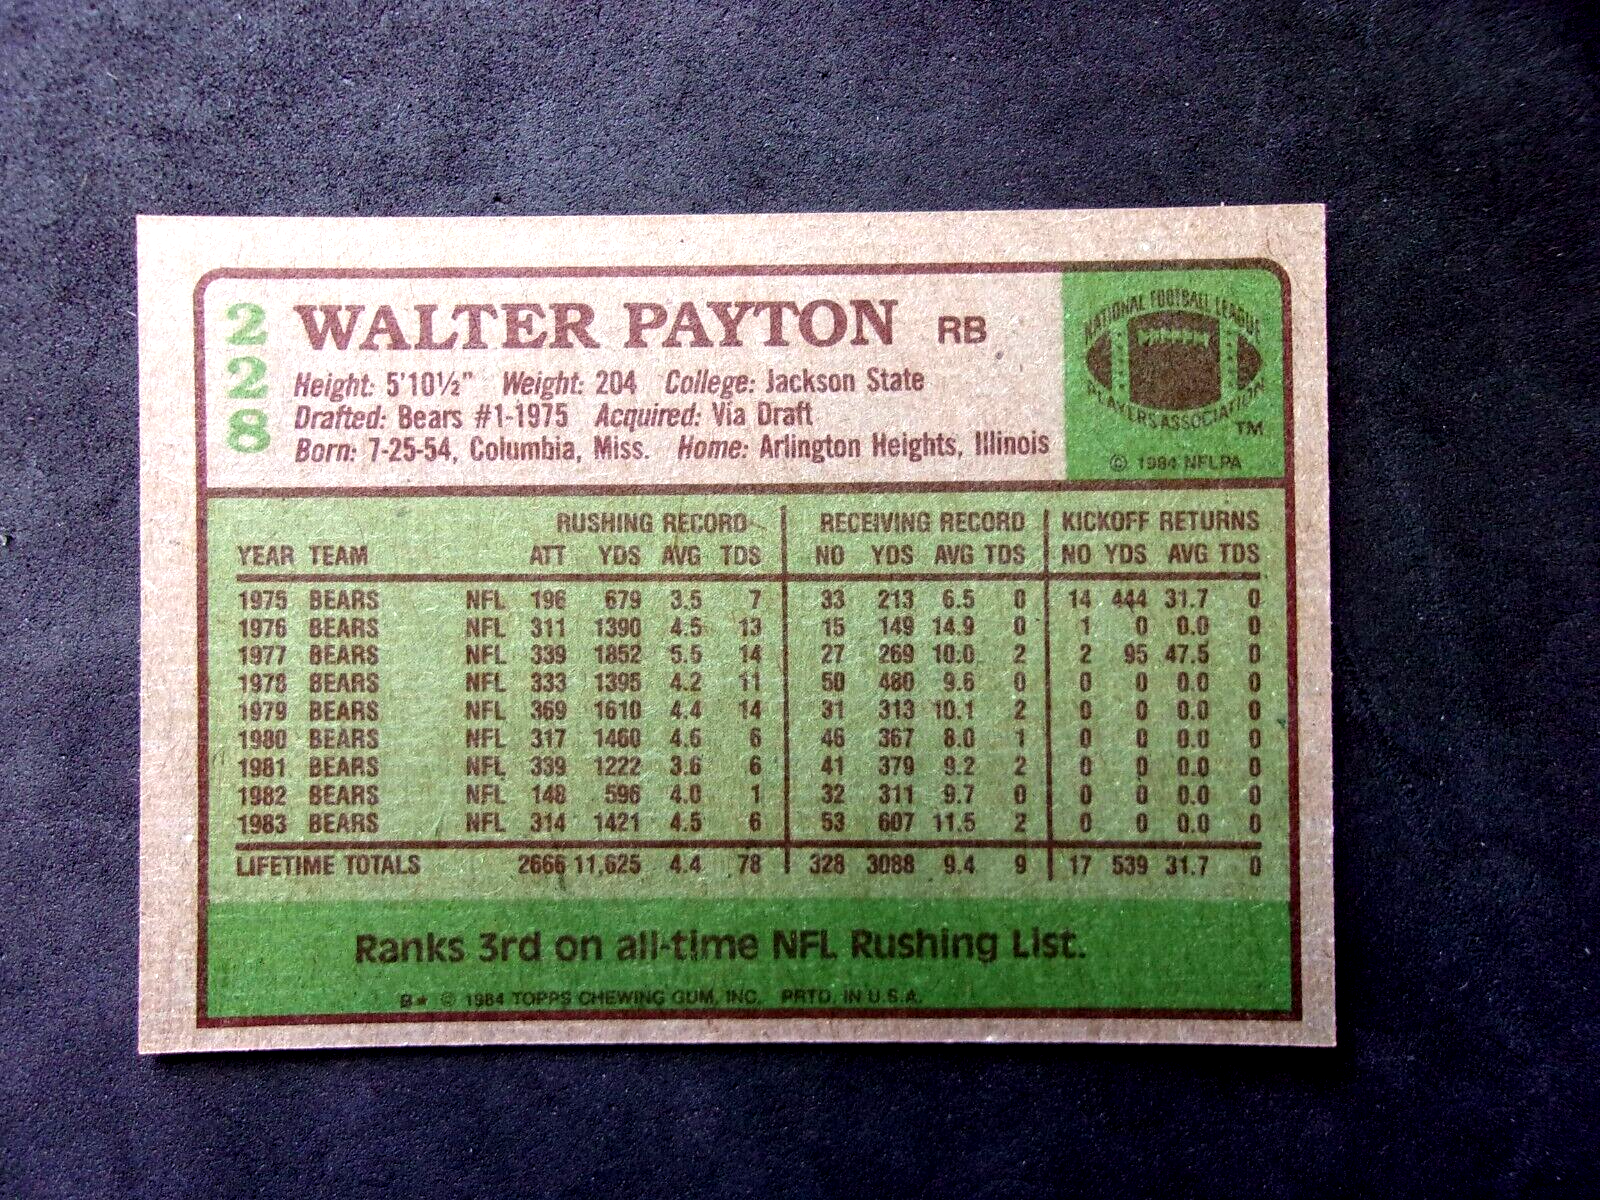 228
WALTER PAYTON RB
Height: 5'10½" Weight: 204 College: Jackson State
Drafted: Bears #1-1975 Acquired: Via Draft
Born: 7-25-54, Columbia, Miss. Home: Arlington Heights, Illinois
NATIONAL FOOTBALL LEAGUE
PLAYERS ASSOCIATION
TM
© 1984 NFLPA
RUSHING RECORD RECEIVING RECORD KICKOFF RETURNS
YEAR TEAM ATT YDS AVG TDS NO YDS AVG TDS NO YDS AVG TDS
1975 BEARS NFL 196 679 3.5 7 33 213 6.5 0 14 444 31.7 0
1976 BEARS NFL 311 1390 4.5 13 15 149 14.9 0 1 0 0.0 0
1977 BEARS NFL 339 1852 5.5 14 27 269 10.0 2 2 95 47.5 0
1978 BEARS NFL 333 1395 4.2 11 50 480 9.6 0 0 0 0.0 0
1979 BEARS NFL 369 1610 4.4 14 31 313 10.1 2 0 0 0.0 0
1980 BEARS NFL 317 1460 4.6 6 46 367 8.0 1 0 0 0.0 0
1981 BEARS NFL 339 1222 3.6 6 41 379 9.2 2 0 0 0.0 0
1982 BEARS NFL 148 596 4.0 1 32 311 9.7 0 0 0 0.0 0
1983 BEARS NFL 314 1421 4.5 6 53 607 11.5 2 0 0 0.0 0
LIFETIME TOTALS 2666 11,625 4.4 78 328 3088 9.4 9 17 539 31.7 0
Ranks 3rd on all-time NFL Rushing List.
B★ © 1984 TOPPS CHEWING GUM, INC. PRTD. IN U.S.A.